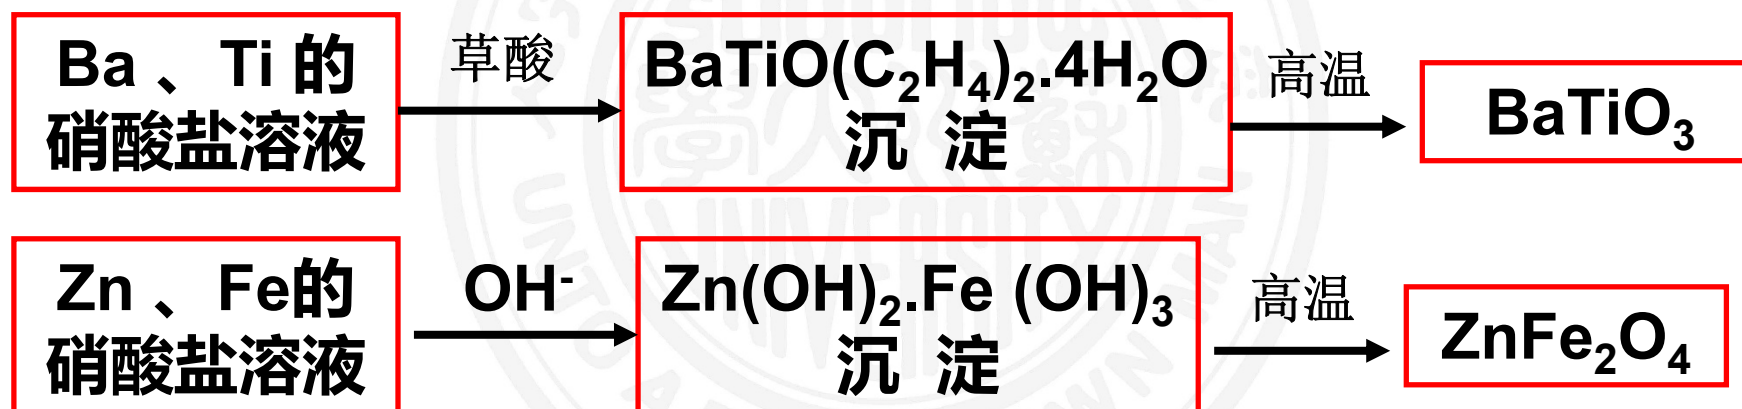 Ba 、Ti 的
硝酸盐溶液
草酸
BaTiO(C₂H₄)₂.4H₂O
沉 淀
高温
BaTiO₃
Zn 、 Fe的
硝酸盐溶液
OH⁻
Zn(OH)₂.Fe (OH)₃
沉 淀
高温
ZnFe₂O₄